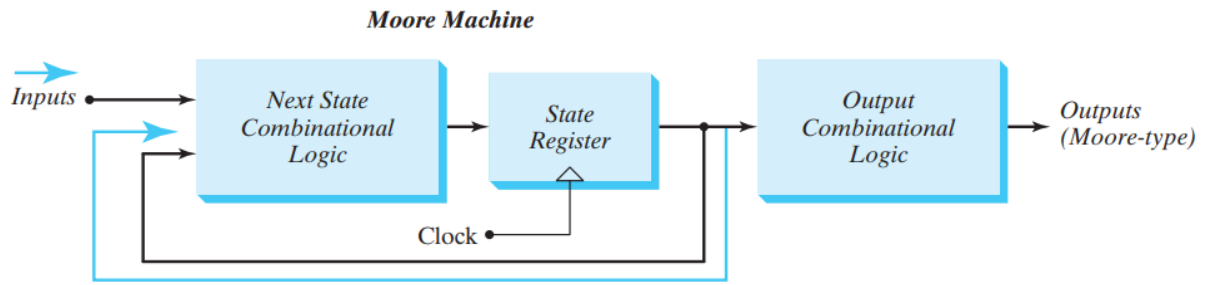 Moore Machine
Inputs
Next State
Combinational
Logic
State
Register
Output
Combinational
Logic
Outputs
(Moore-type)
Clock